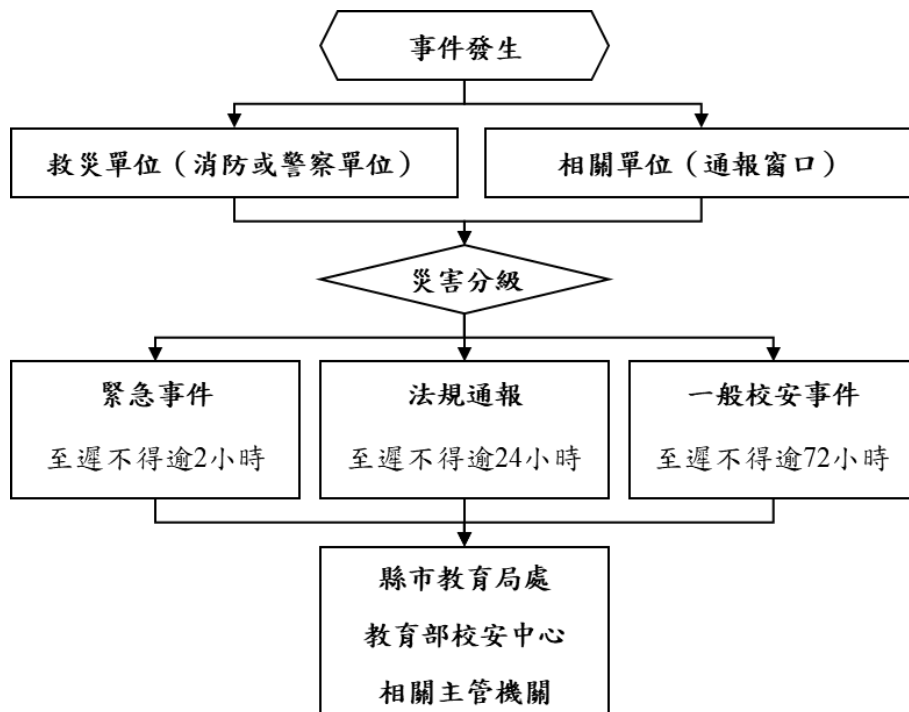 事件發生
救災單位（消防或警察單位）
相關單位（通報窗口）
災害分級
緊急事件
至遲不得逾2小時
法規通報
至遲不得逾24小時
一般校安事件
至遲不得逾72小時
縣市教育局處
教育部校安中心
相關主管機關